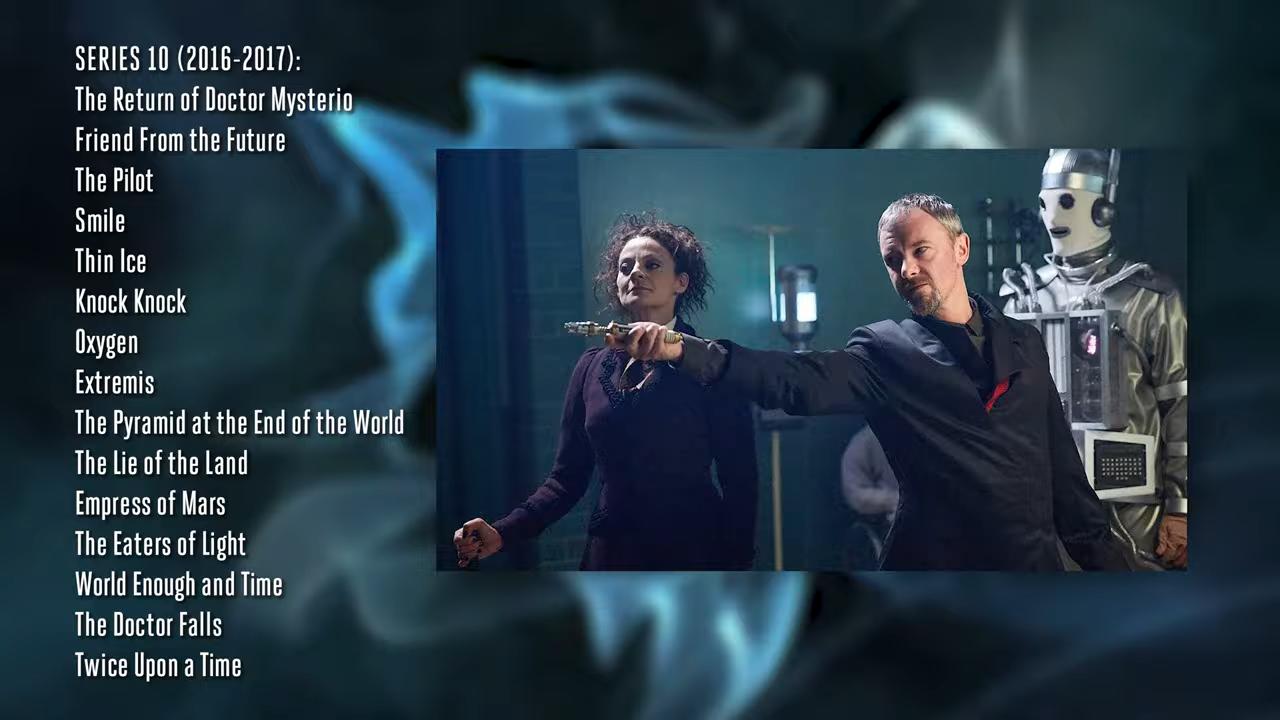 SERIES 10 (2016-2017):
The Return of Doctor Mysterio
Friend From the Future
The Pilot
Smile
Thin Ice
Knock Knock
Oxygen
Extremis
The Pyramid at the End of the World
The Lie of the Land
Empress of Mars
The Eaters of Light
World Enough and Time
The Doctor Falls
Twice Upon a Time